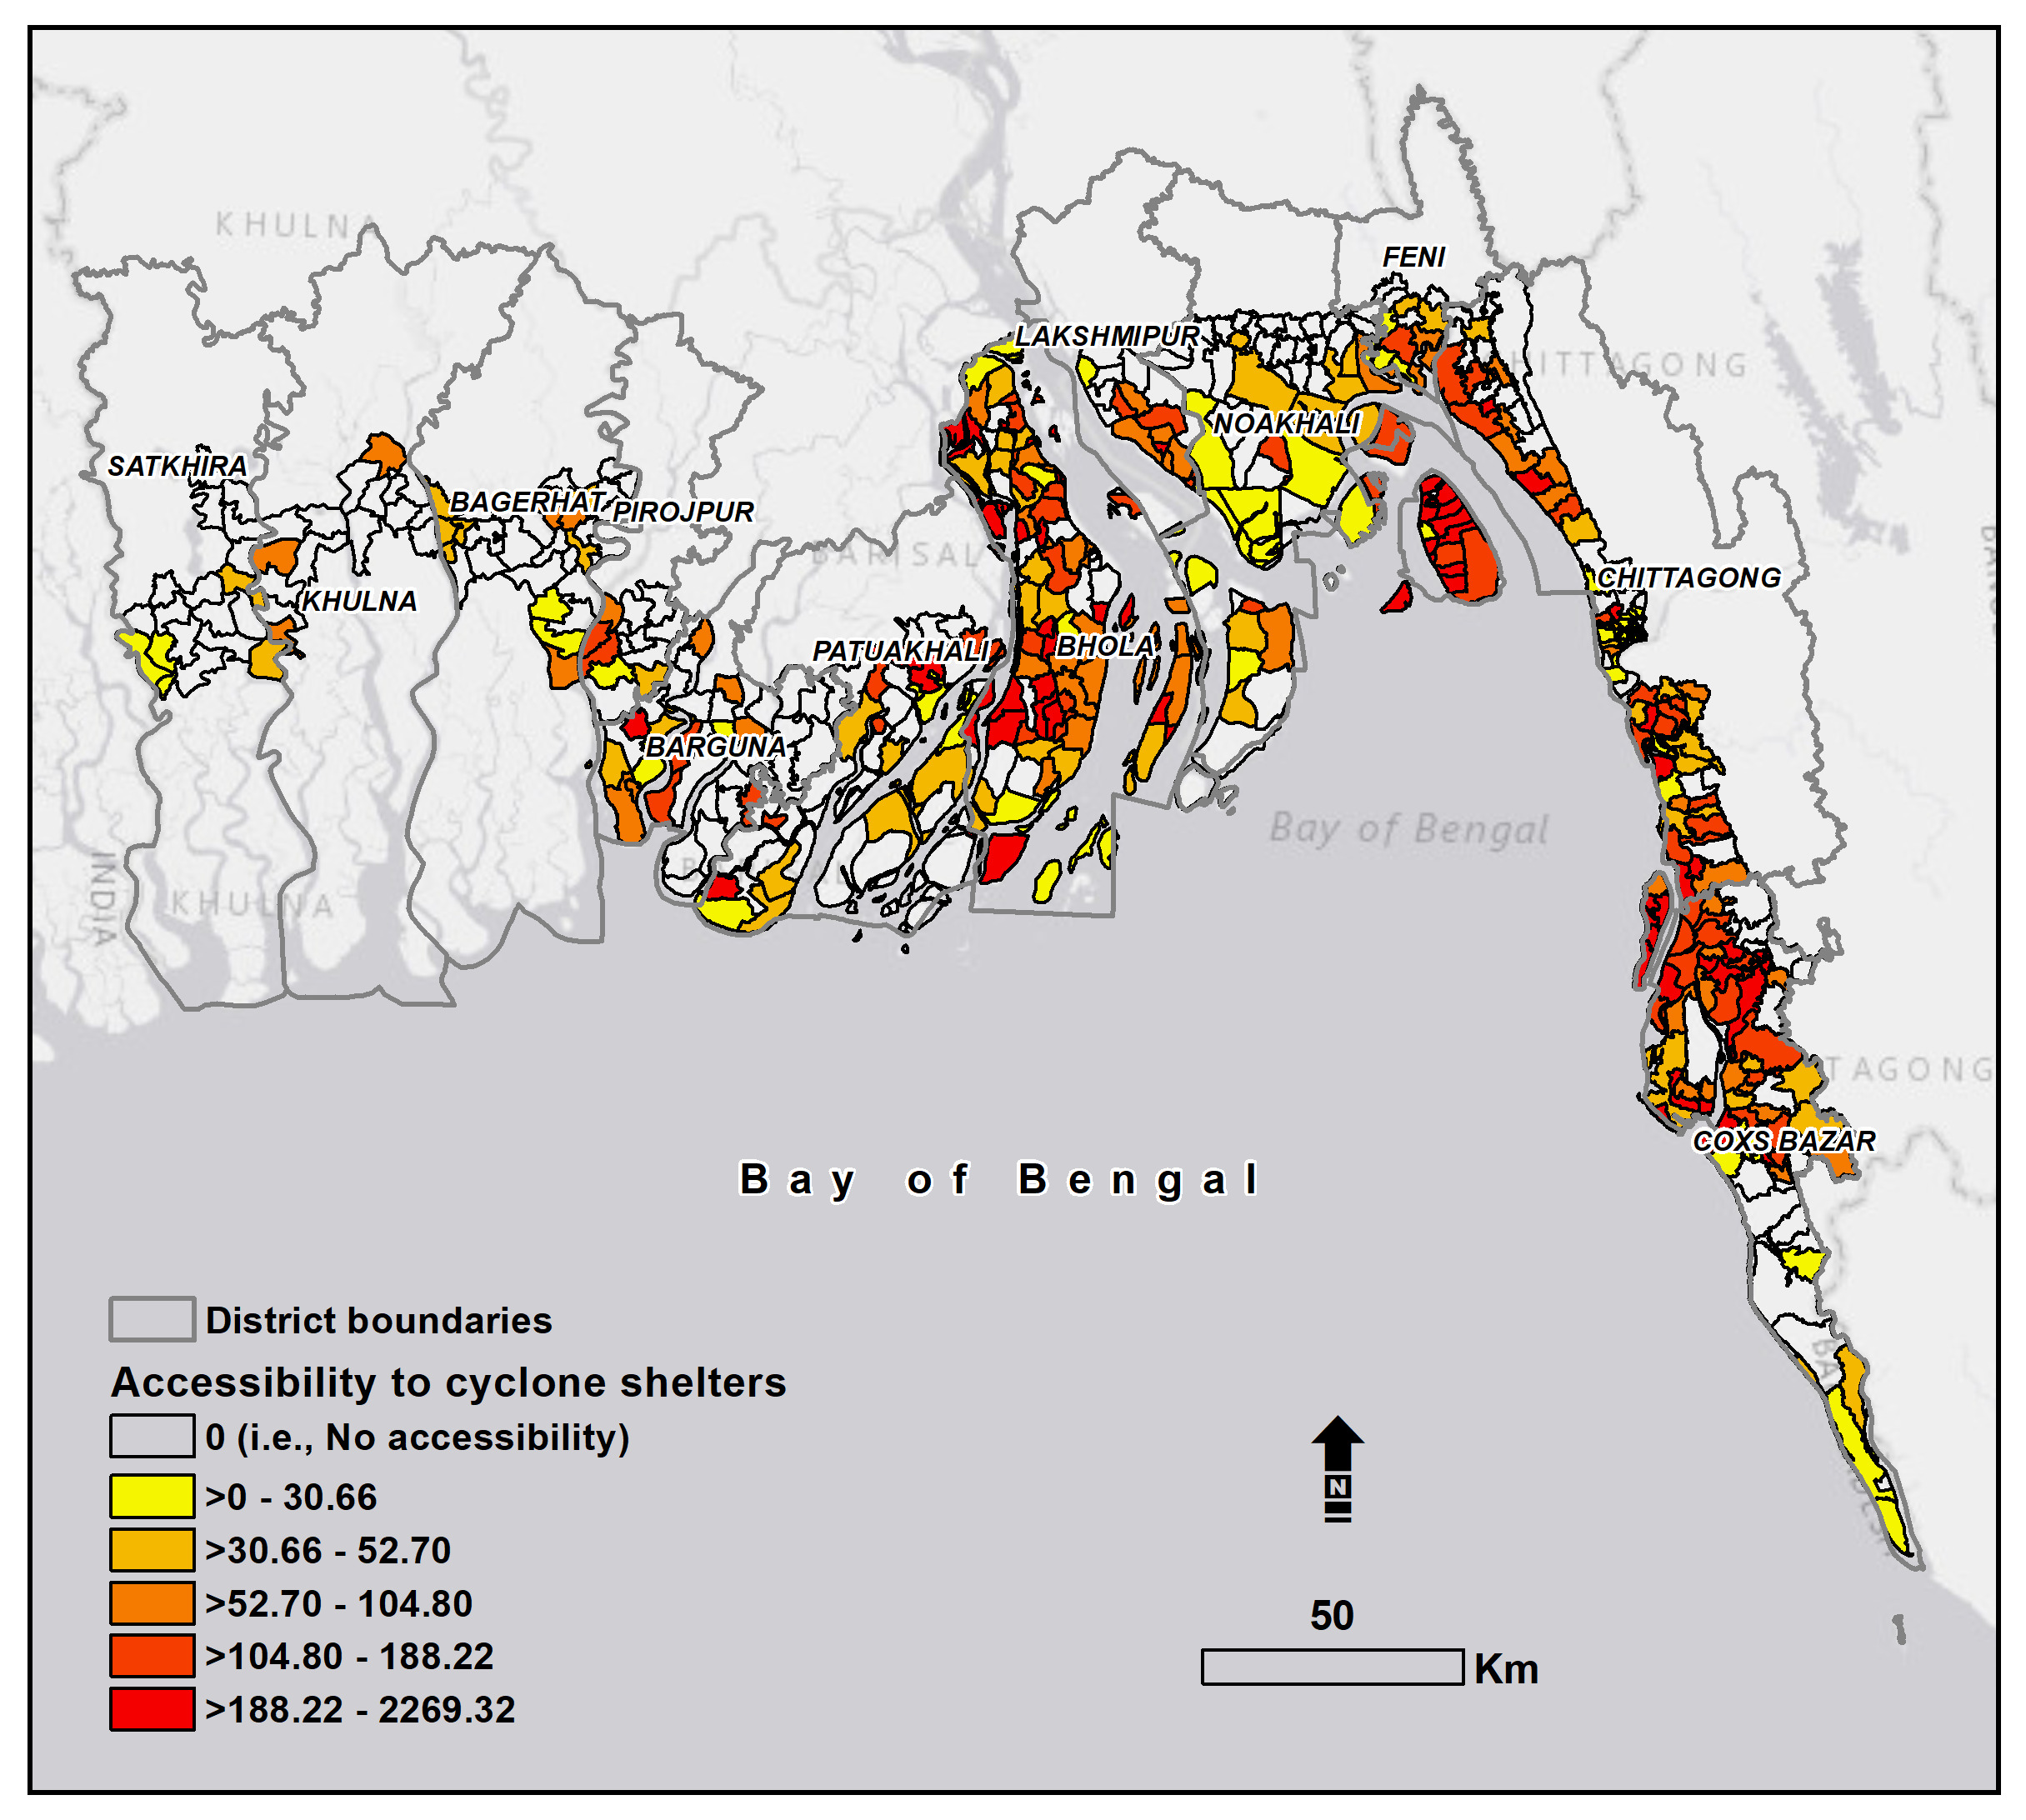 KHULNA
FENI
LAKSHMIPUR
CHITTAGONG
NOAKHALI
SATKHIRA
BAGERHAT
PIROJPUR
BARISAL
CHITTAGONG
KHULNA
PATUAKHALI
BHOLA
BARGUNA
Bay of Bengal
INDIA
KHULNA
TAGONG
COXS BAZAR
Bay of Bengal
District boundaries
Accessibility to cyclone shelters
0 (i.e., No accessibility)
>0 - 30.66
>30.66 - 52.70
>52.70 - 104.80
>104.80 - 188.22
>188.22 - 2269.32
N
50
Km